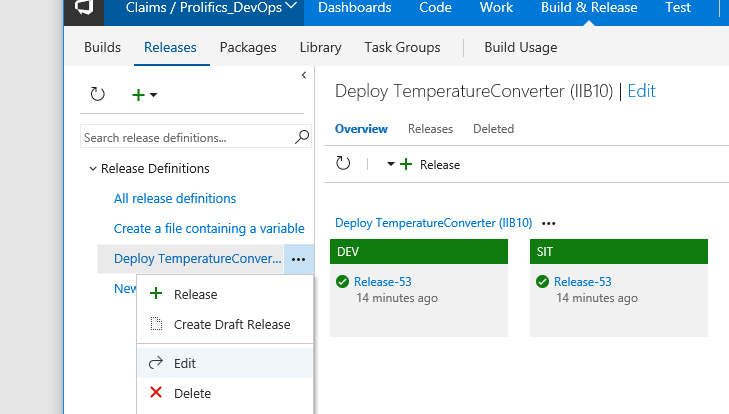 Claims / Prolifics_DevOps Dashboards Code Work Build & Release Test
Builds Releases Packages Library Task Groups Build Usage
Deploy TemperatureConverter (IIB10) | Edit
Overview Releases Deleted
Search release definitions...
Release
Release Definitions
All release definitions
Create a file containing a variable
Deploy TemperatureConver...
New
Release
Create Draft Release
Edit
Delete
Deploy TemperatureConverter (IIB10) ...
DEV
Release-53
14 minutes ago
SIT
Release-53
14 minutes ago